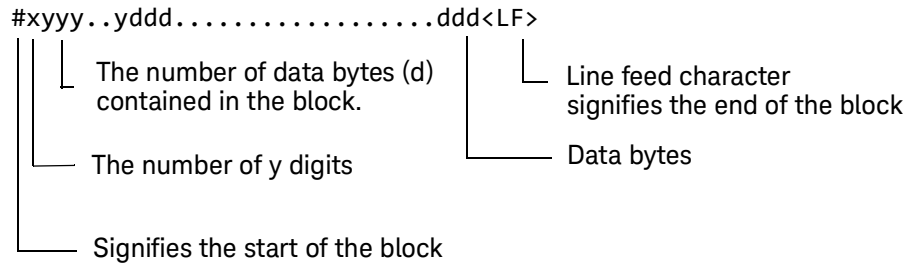 #xyyy..yddd..................ddd<LF>
The number of data bytes (d)
contained in the block.
Line feed character
signifies the end of the block
The number of y digits
Data bytes
Signifies the start of the block